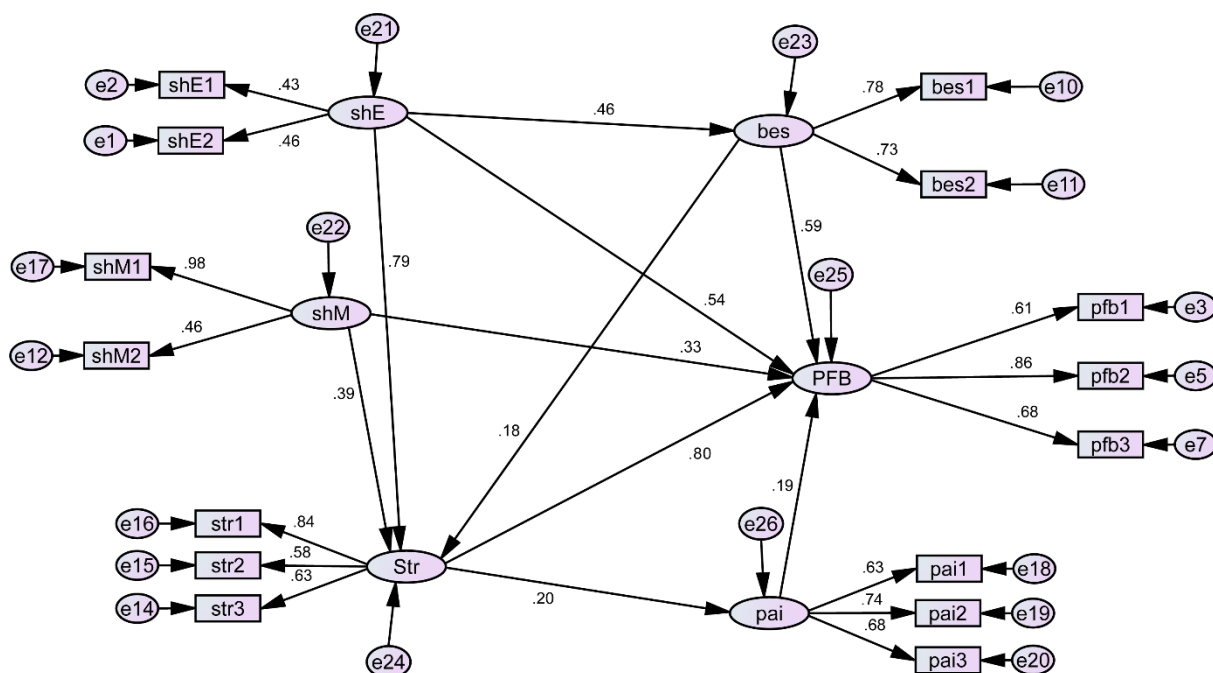 e21
e23
e2
shE1
.43
shE
.46
bes
.78
bes1
e10
e1
shE2
.46
.73
bes2
e11
e22
.79
.59
e17
shM1
.98
e25
.54
shM
.61
pfb1
e3
e12
shM2
.46
.33
PFB
.86
pfb2
e5
.39
.68
pfb3
e7
.18
.80
.19
e16
str1
.84
e26
e15
str2
.58
Str
.63
pai1
e18
e14
str3
.63
.20
pai
.74
pai2
e19
.68
e24
pai3
e20